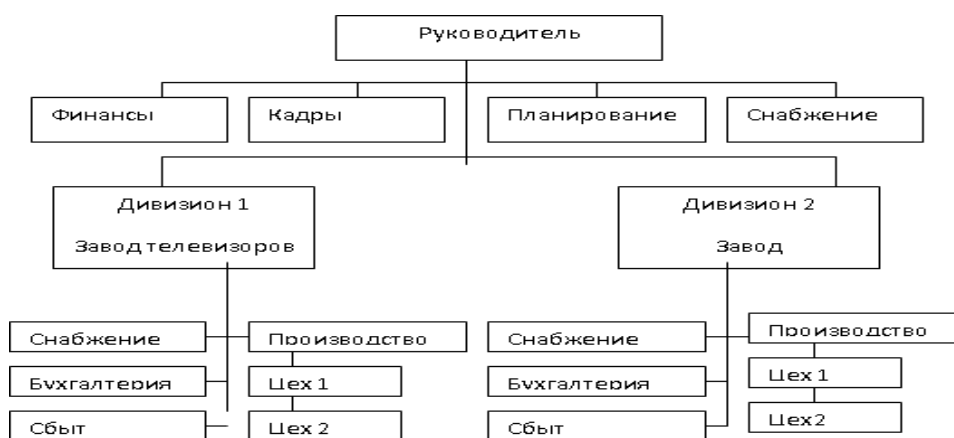 Руководитель
Финансы
Кадры
Планирование
Снабжение
Дивизион 1
Завод телевизоров
Дивизион 2
Завод
Снабжение
Производство
Бухгалтерия
Цех 1
Сбыт
Цех 2
Снабжение
Производство
Бухгалтерия
Цех 1
Сбыт
Цех2